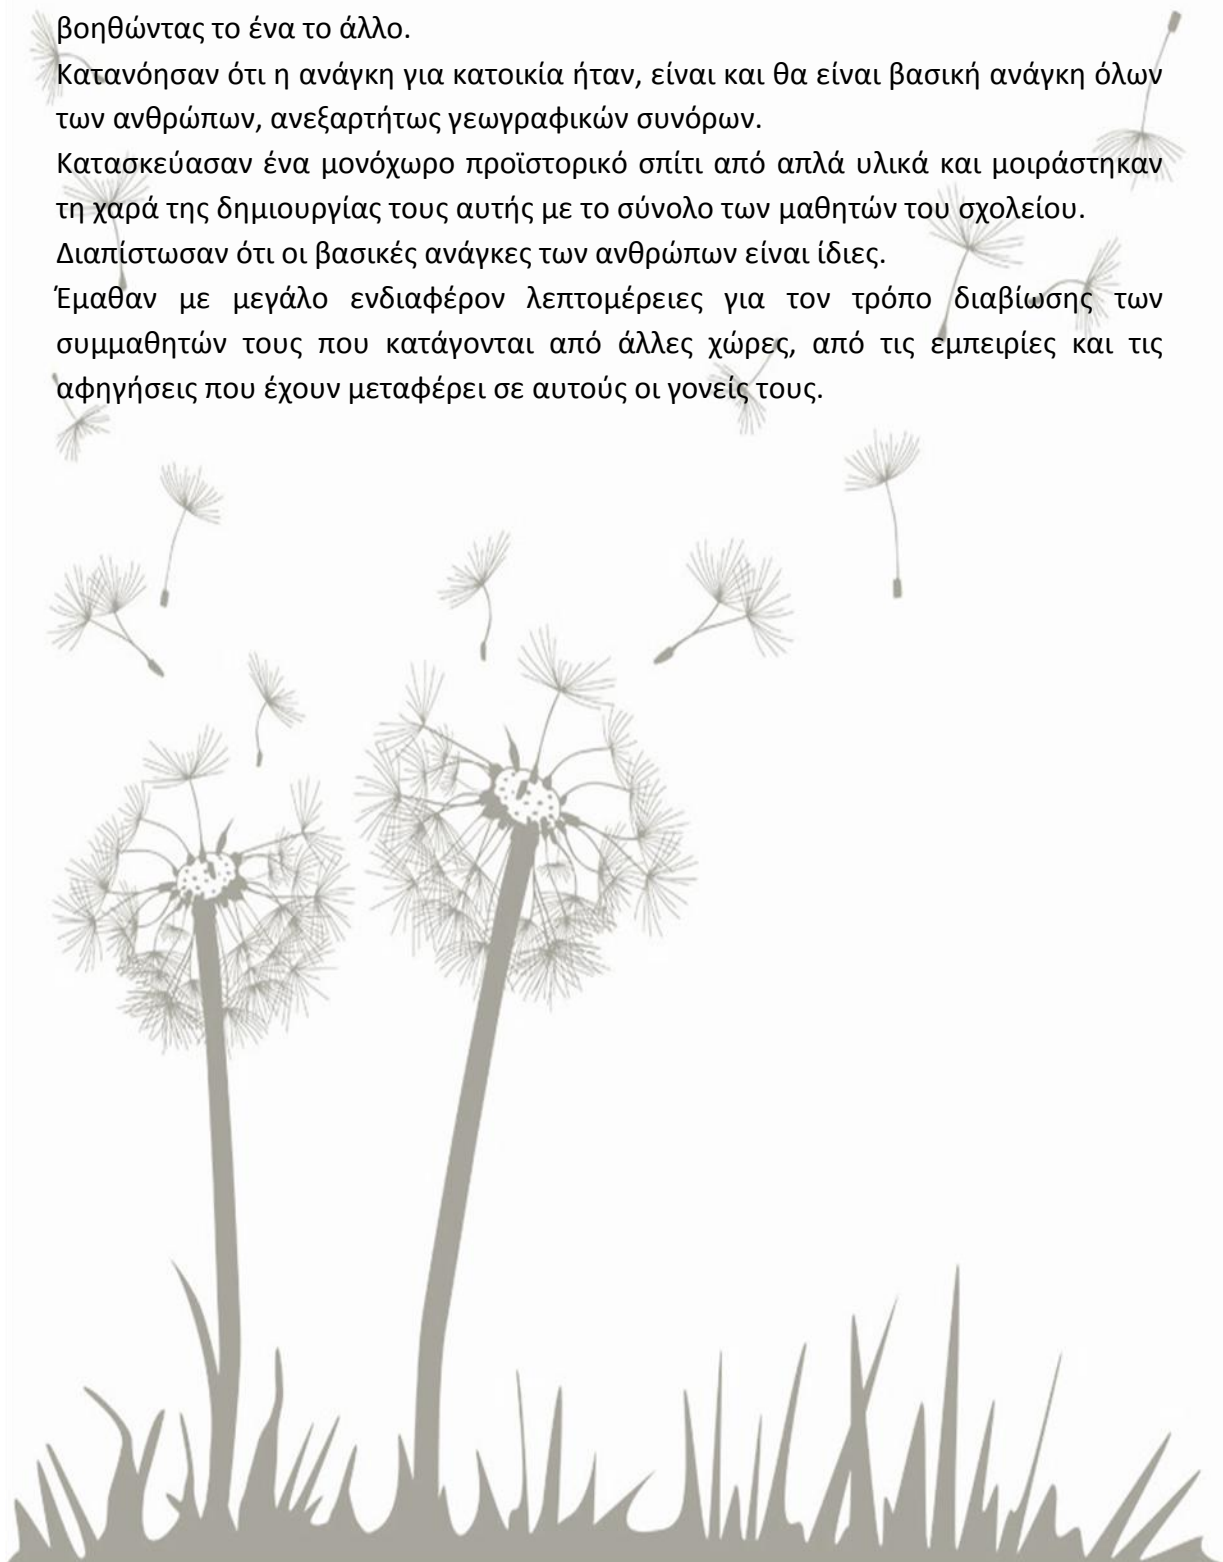 βοηθώντας το ένα το άλλο.
Κατανόησαν ότι η ανάγκη για κατοικία ήταν, είναι και θα είναι βασική ανάγκη όλων
των ανθρώπων, ανεξαρτήτως γεωγραφικών συνόρων.
Κατασκεύασαν ένα μονόχωρο προϊστορικό σπίτι από απλά υλικά και μοιράστηκαν
τη χαρά της δημιουργίας τους αυτής με το σύνολο των μαθητών του σχολείου.
Διαπίστωσαν ότι οι βασικές ανάγκες των ανθρώπων είναι ίδιες.
Έμαθαν με μεγάλο ενδιαφέρον λεπτομέρειες για τον τρόπο διαβίωσης των
συμμαθητών τους που κατάγονται από άλλες χώρες, από τις εμπειρίες και τις
αφηγήσεις που έχουν μεταφέρει σε αυτούς οι γονείς τους.